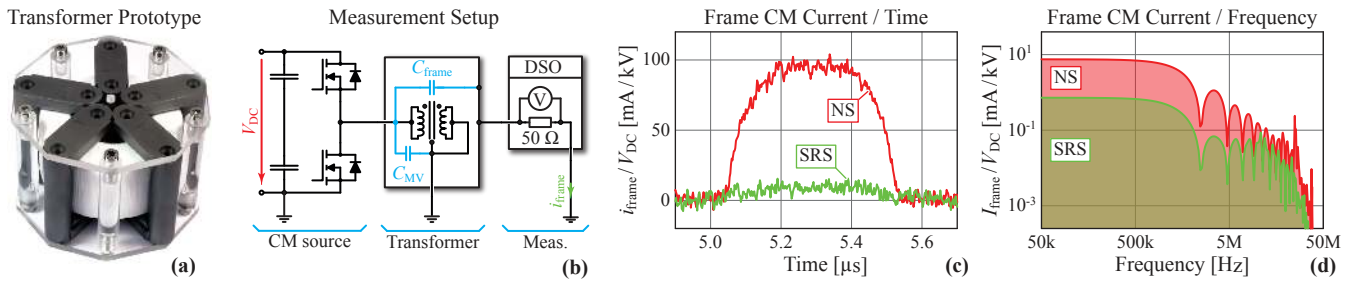 Transformer Prototype
(a)
Measurement Setup
V_DC
C_frame
C_MV
DSO
V
50 Ω
i_frame
CM source
Transformer
Meas.
(b)
Frame CM Current / Time
i_frame / V_DC [mA / kV]
100
50
0
NS
SRS
5.0
5.2
5.4
5.6
Time [µs]
(c)
Frame CM Current / Frequency
I_frame / V_DC [mA / kV]
10¹
10⁻¹
10⁻³
NS
SRS
50k
500k
5M
50M
Frequency [Hz]
(d)